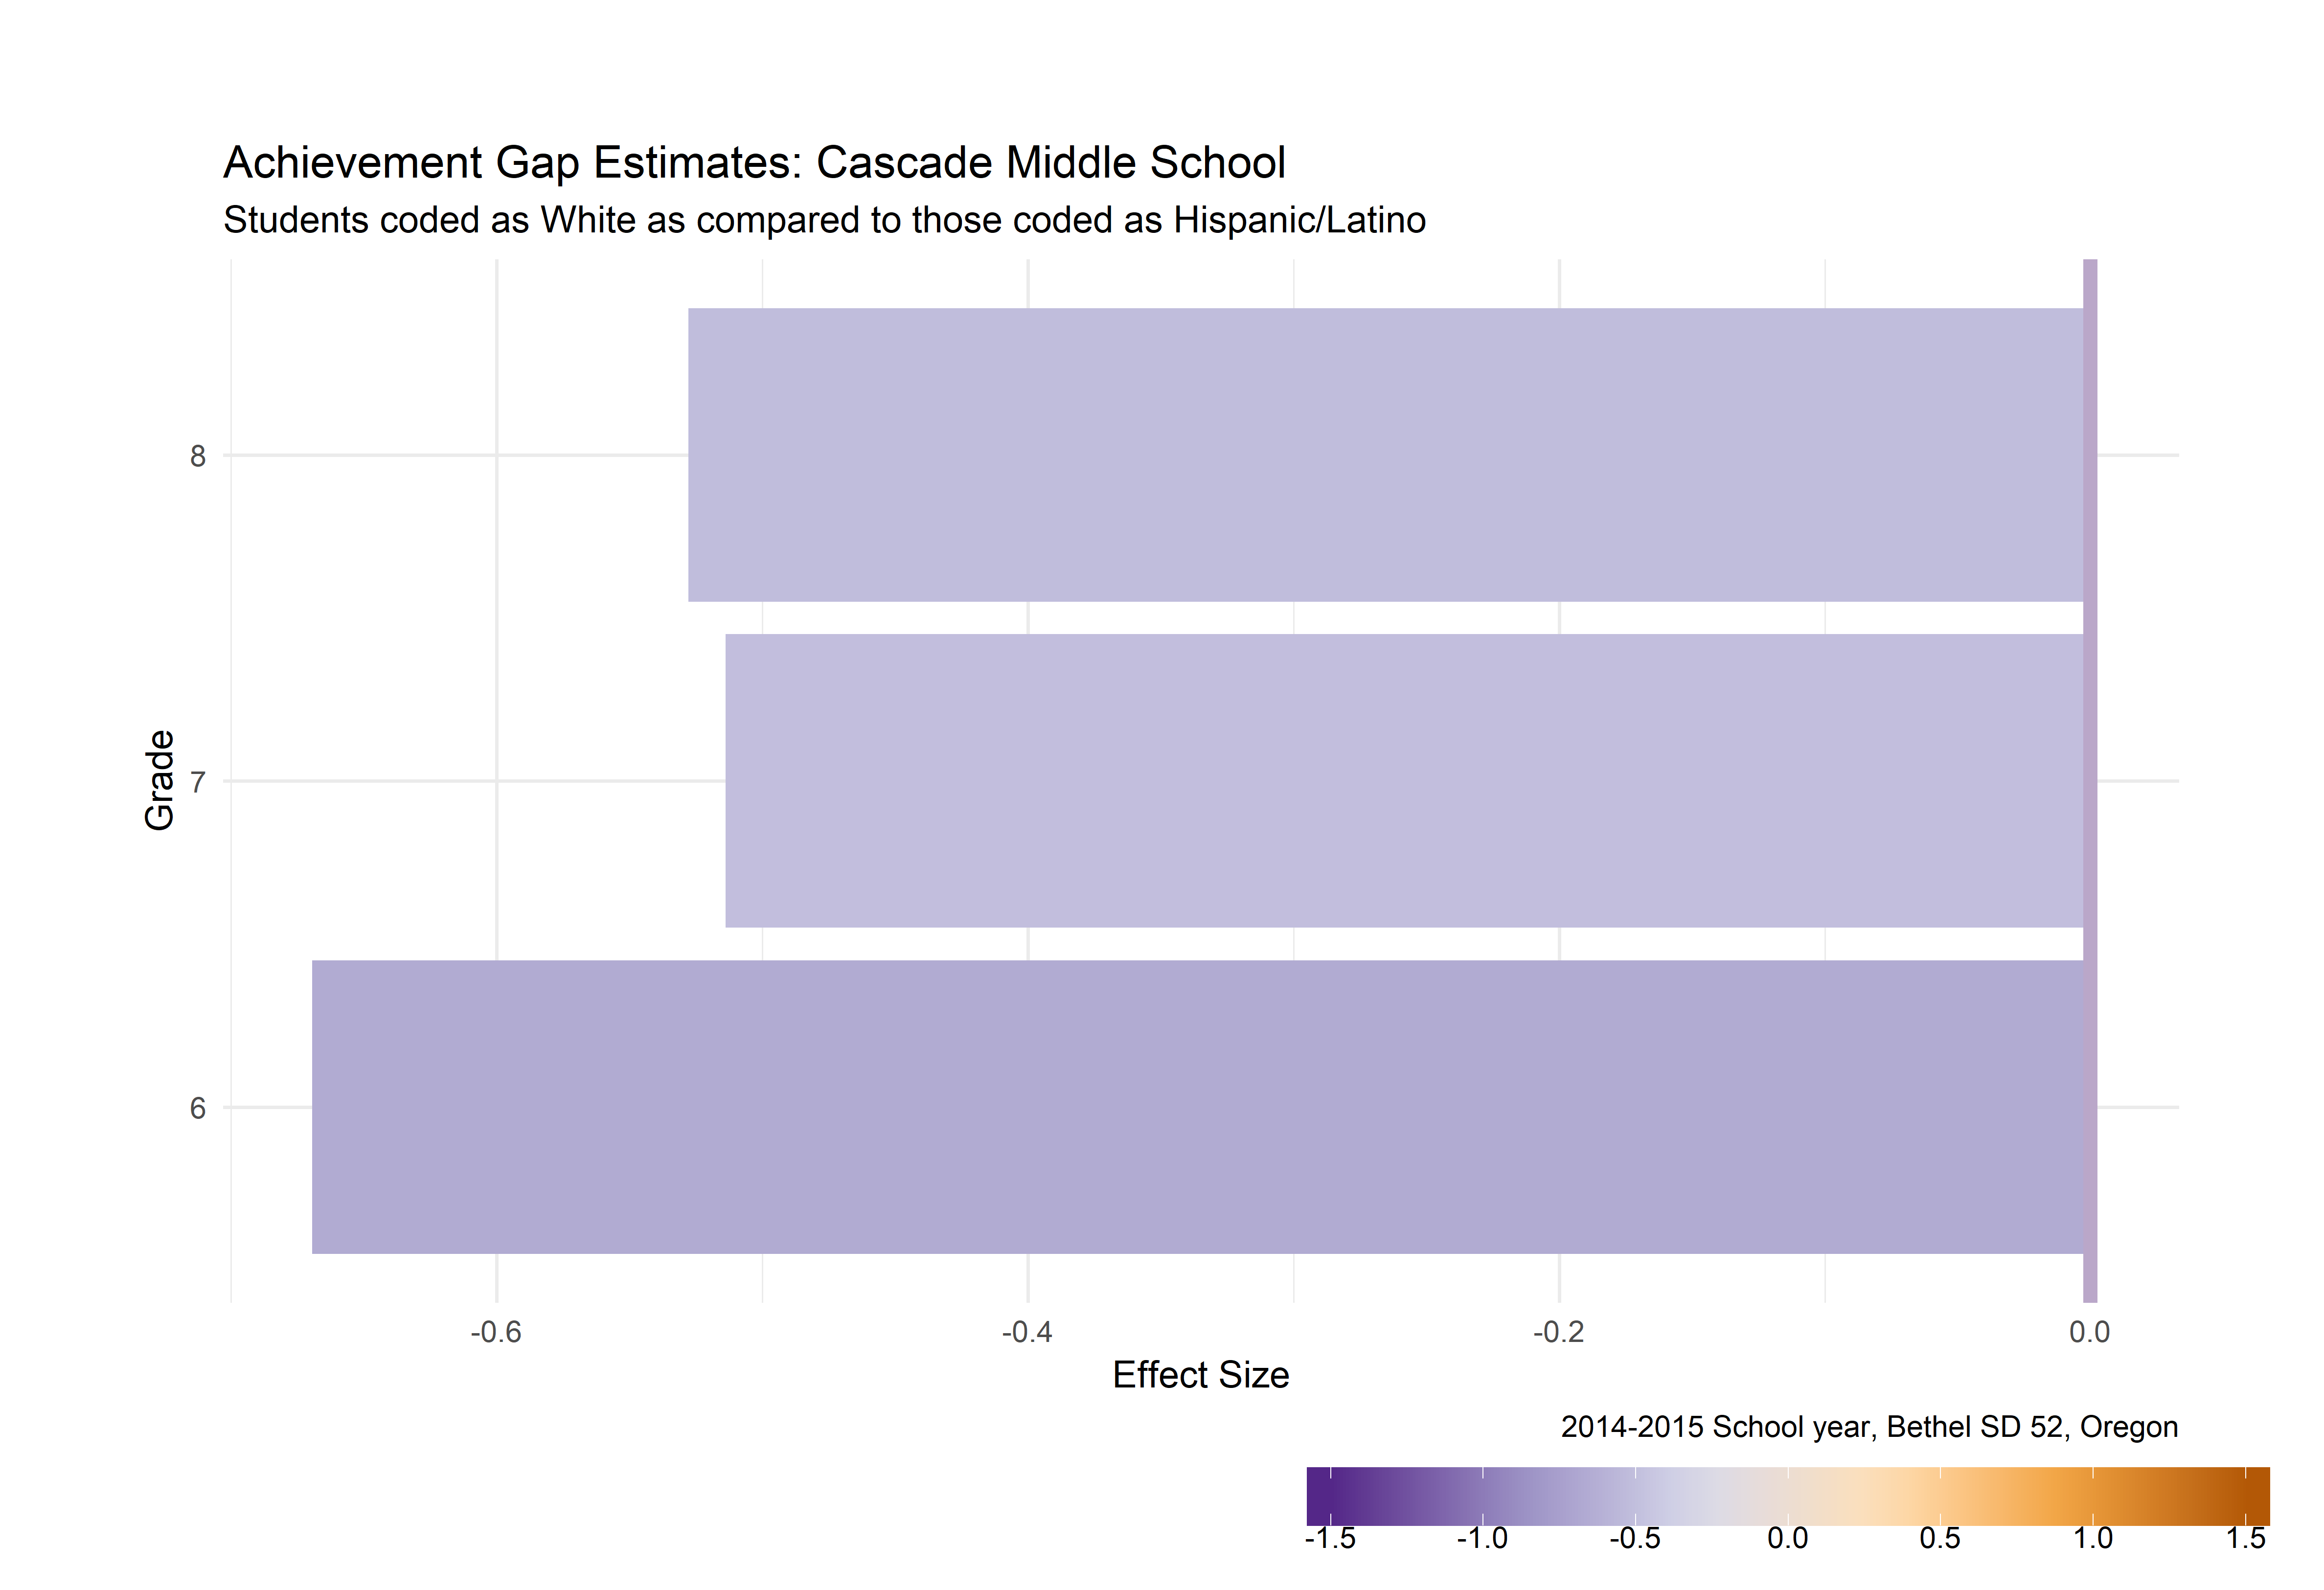 Achievement Gap Estimates: Cascade Middle School
Students coded as White as compared to those coded as Hispanic/Latino
8
7
6
Grade
-0.6 -0.4 -0.2 0.0
Effect Size
2014-2015 School year, Bethel SD 52, Oregon
-1.5 -1.0 -0.5 0.0 0.5 1.0 1.5